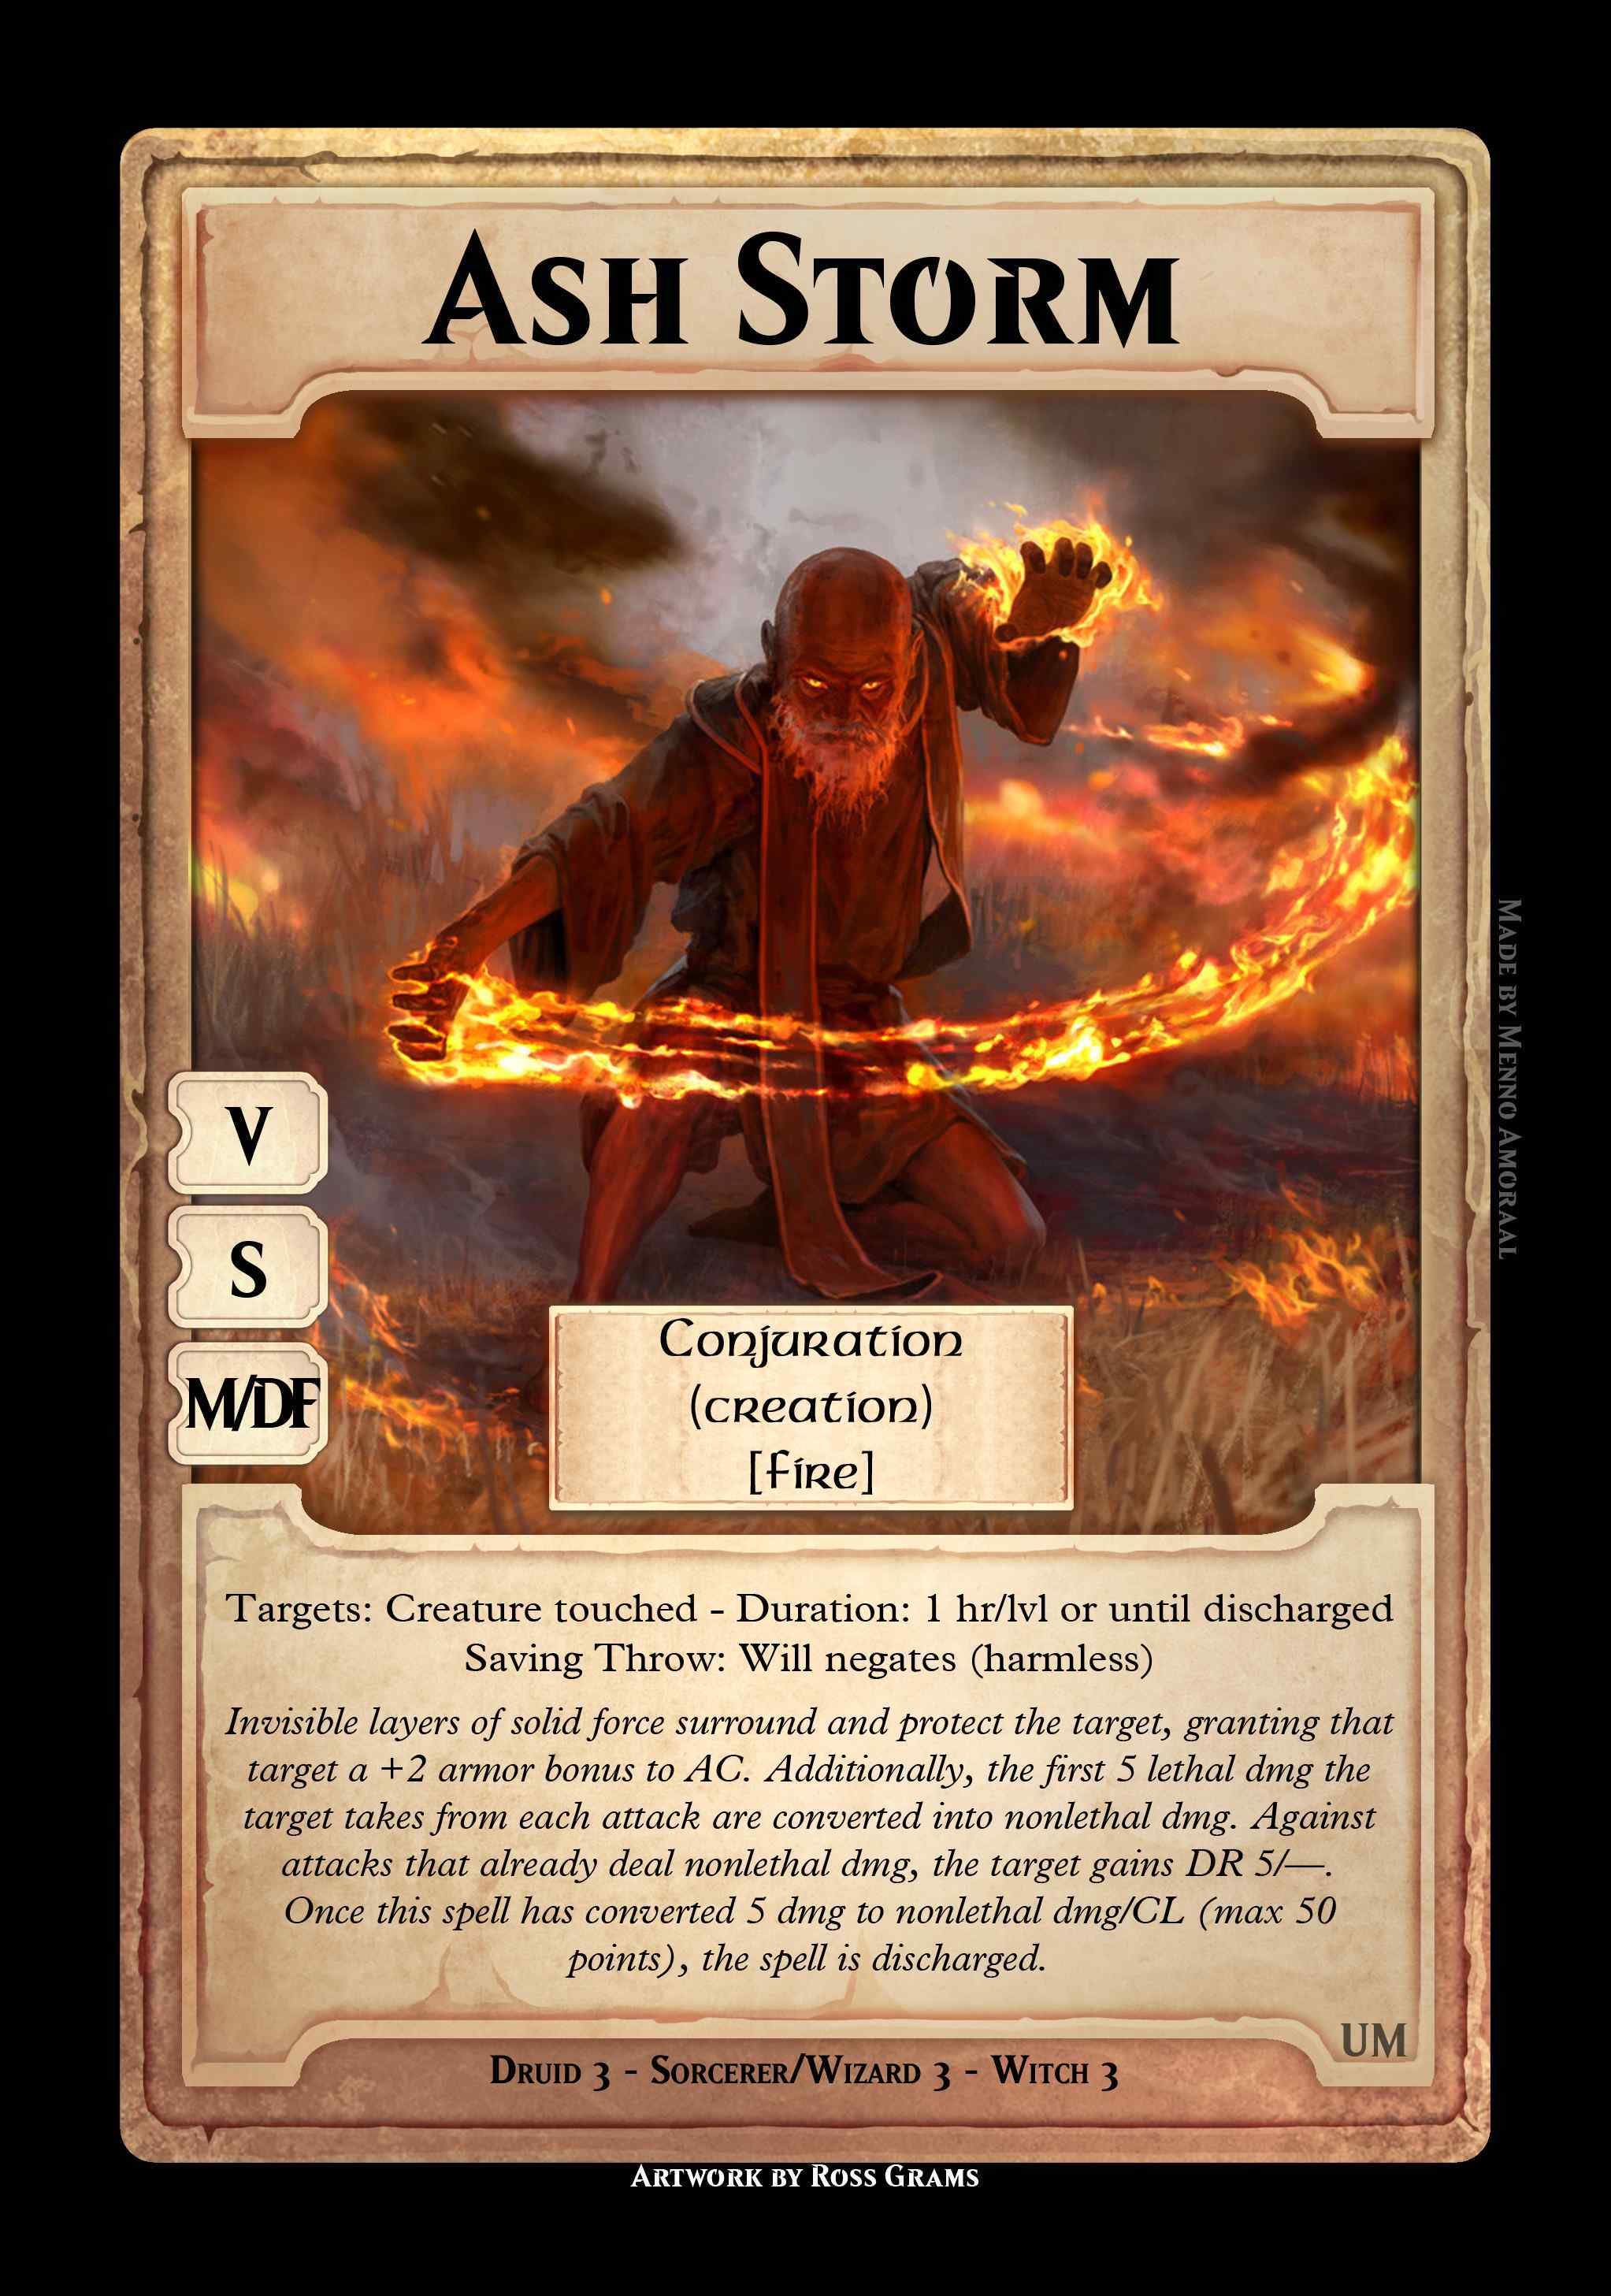 Ash Storm
V
S
M/DF
Conjuration
(creation)
[fire]
Targets: Creature touched - Duration: 1 hr/lvl or until discharged
Saving Throw: Will negates (harmless)
Invisible layers of solid force surround and protect the target, granting that
target a +2 armor bonus to AC. Additionally, the first 5 lethal dmg the
target takes from each attack are converted into nonlethal dmg. Against
attacks that already deal nonlethal dmg, the target gains DR 5/—.
Once this spell has converted 5 dmg to nonlethal dmg/CL (max 50
points), the spell is discharged.
UM
Druid 3 - Sorcerer/Wizard 3 - Witch 3
Artwork by Ross Grams
Made by Menno Amoraal